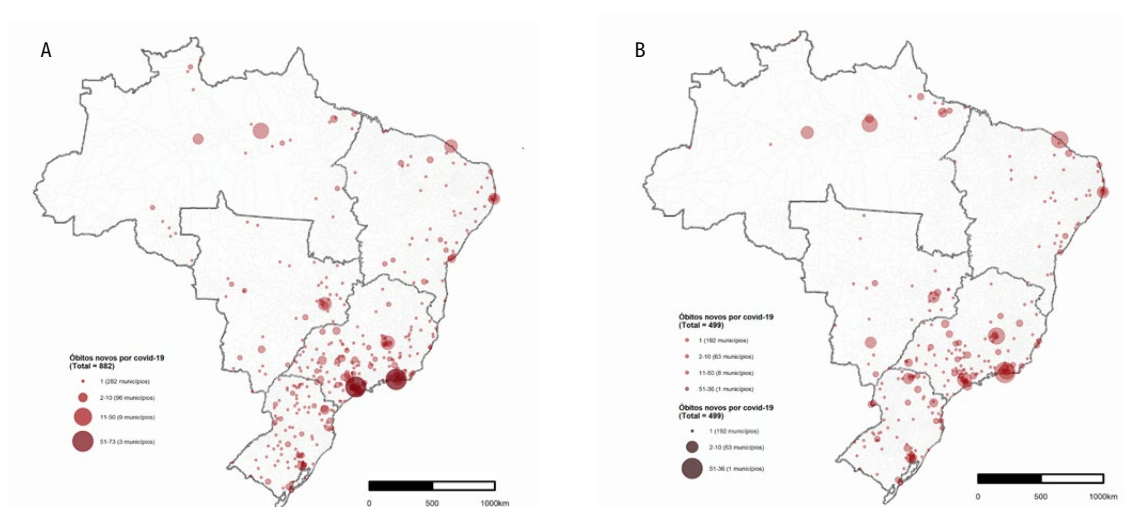 A
Óbitos novos por covid-19
(Total = 882)
1 (282 municípios)
2-10 (96 municípios)
11-50 (9 municípios)
51-73 (3 municípios)
0 500 1000km
B
Óbitos novos por covid-19
(Total = 499)
1 (192 municípios)
2-10 (63 municípios)
11-50 (8 municípios)
51-36 (1 municípios)
Óbitos novos por covid-19
(Total = 499)
1 (192 municípios)
2-10 (63 municípios)
51-36 (1 municípios)
0 500 1000km